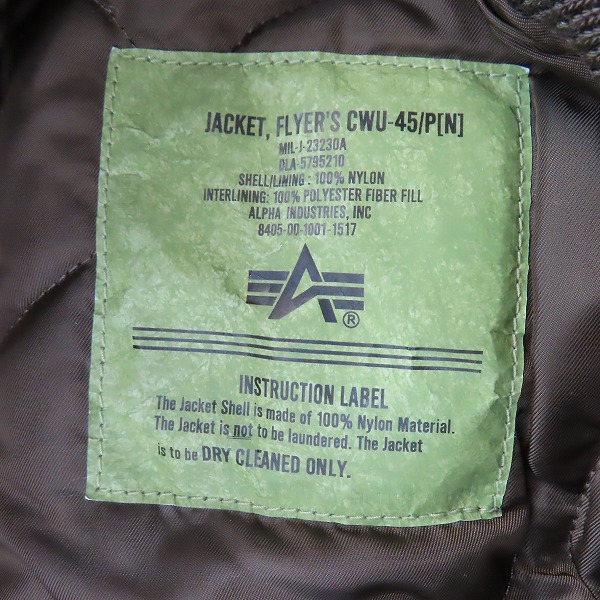 JACKET, FLYER'S CWU-45/P[N]
MIL-J-23230A
DLA-5795210
SHELL/LINING : 100% NYLON
INTERLINING: 100% POLYESTER FIBER FILL
ALPHA INDUSTRIES, INC
8405-00-1001-1517
®
INSTRUCTION LABEL
The Jacket Shell is made of 100% Nylon Material.
The Jacket is not to be laundered. The Jacket
is to be DRY CLEANED ONLY.